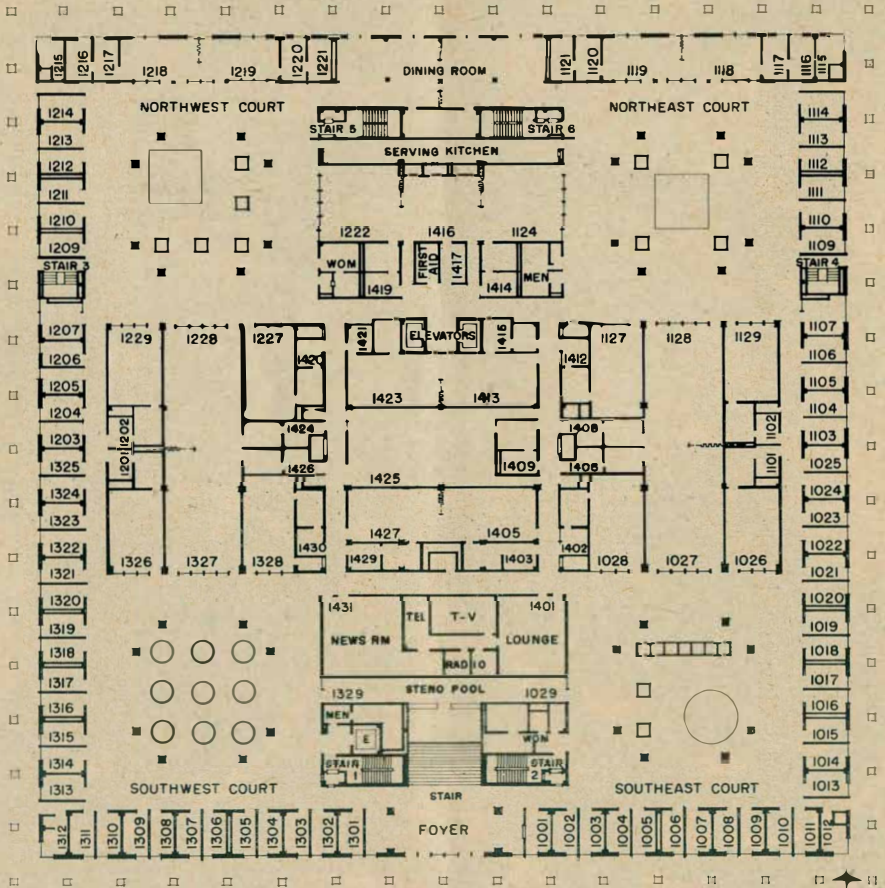 1215 1216 1217 1218 1219 1220 1221 DINING ROOM 1121 1120 1119 1118 1117 1116 1115
NORTHWEST COURT NORTHEAST COURT
1214 STAIR 5 STAIR 6 1114
1213 1113
SERVING KITCHEN
1212 1112
1211 1111
1210 1110
1222 1416 1124
1209 1109
STAIR 3 WOM FIRST AID 1417 MEN STAIR 4
1419 1414
1207 1107
1229 1228 1227 1421 ELEVATORS 1415 1127 1128 1129
1206 1420 1412 1106
1205 1105
1204 1423 1413 1104
1202 1424 1408 1102
1203 1103
1201 1426 1409 1406 1101
1325 1025
1425
1324 1024
1323 1023
1322 1427 1405 1022
1430 1402
1326 1327 1328 1429 1403 1028 1027 1026
1321 1021
1320 1431 TEL T-V 1401 1020
1319 1019
NEWS RM LOUNGE
1318 RADIO 1018
1317 1017
STENO POOL
1329 1029
1316 MEN 1016
1315 E WOM 1015
1314 STAIR 1 STAIR 2 1014
1313 1013
SOUTHWEST COURT SOUTHEAST COURT
STAIR
FOYER
1312 1311 1310 1309 1308 1307 1306 1305 1304 1303 1302 1301 1001 1002 1003 1004 1005 1006 1007 1008 1009 1010 1011 1012